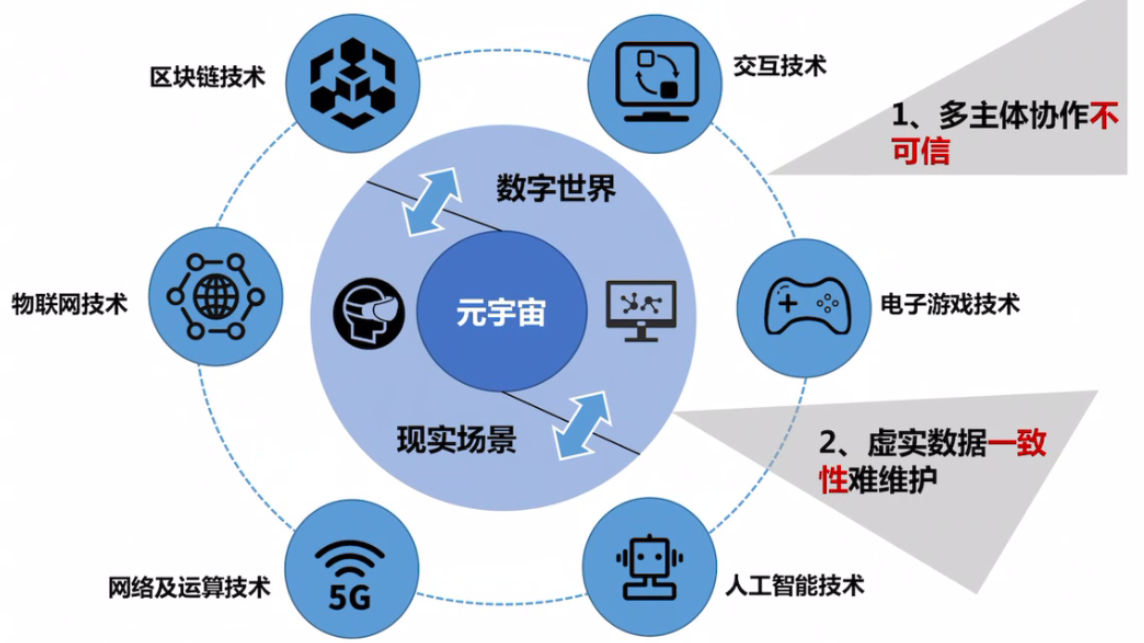 区块链技术
交互技术
1、多主体协作不
可信
数字世界
物联网技术
元宇宙
电子游戏技术
现实场景
2、虚实数据一致
性难维护
网络及运算技术
5G
人工智能技术